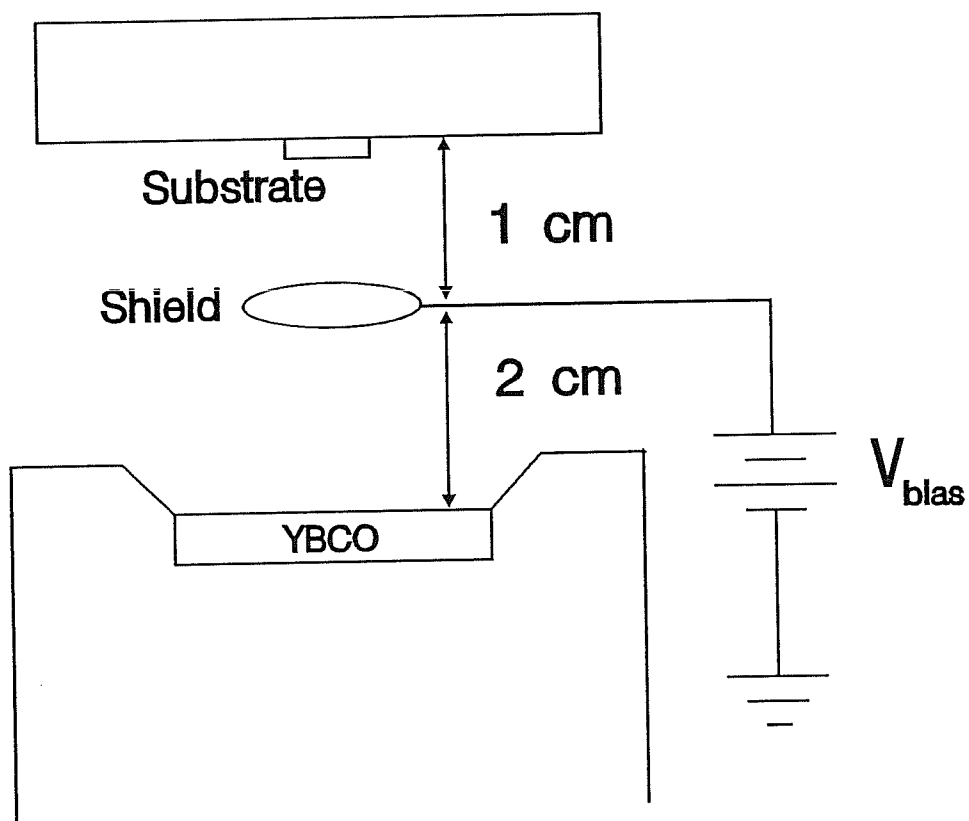 Substrate
1 cm
Shield
2 cm
V bias
YBCO